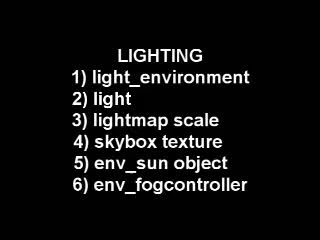 LIGHTING
1) light_environment
2) light
3) lightmap scale
4) skybox texture
5) env_sun object
6) env_fogcontroller